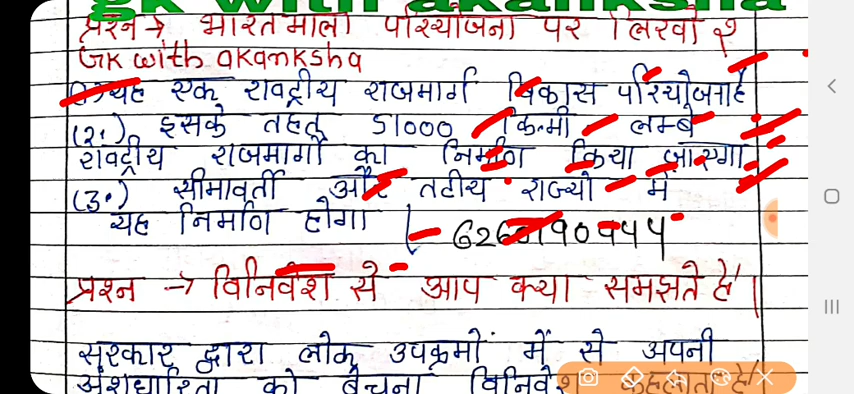 gk with akanksha
प्रश्न → भारतमाला परियोजना पर लिखो ?
GK with akanksha
यह एक राष्ट्रीय राजमार्ग विकास परियोजना है
(2.) इसके तहत 51000 किमी लम्बे
राष्ट्रीय राजमार्गो का निर्माण किया जाएगा
(3.) सीमावर्ती और तटीय राज्यो में
यह निर्माण होगा
प्रश्न → विनिवेश से आप क्या समझते है।
सरकार द्वारा लोक उपक्रमों में से अपनी
अंशधारिता को बेचना विनिवेश कहलाता है।